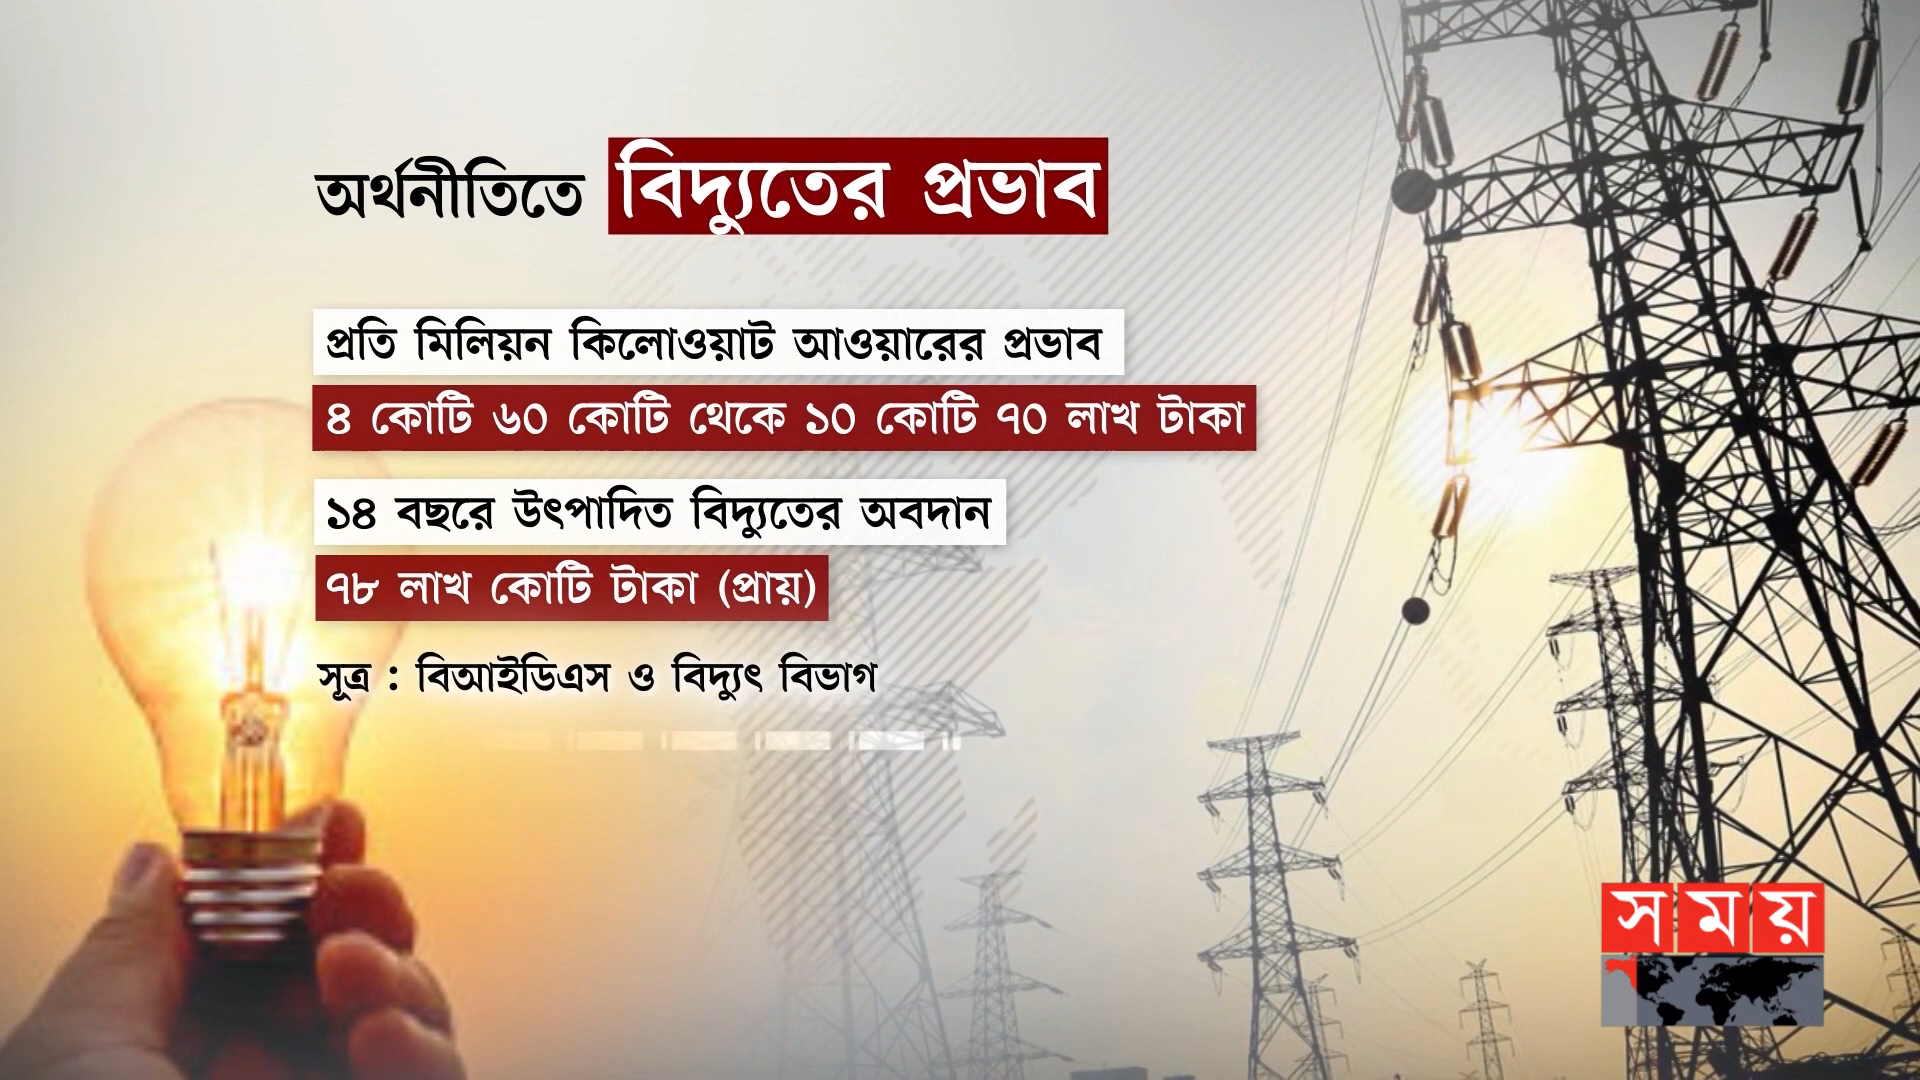 অর্থনীতিতে বিদ্যুতের প্রভাব
প্রতি মিলিয়ন কিলোওয়াট আওয়ারের প্রভাব
৪ কোটি ৬০ কোটি থেকে ১০ কোটি ৭০ লাখ টাকা
১৪ বছরে উৎপাদিত বিদ্যুতের অবদান
৭৮ লাখ কোটি টাকা (প্রায়)
সূত্র : বিআইডিএস ও বিদ্যুৎ বিভাগ
সময়